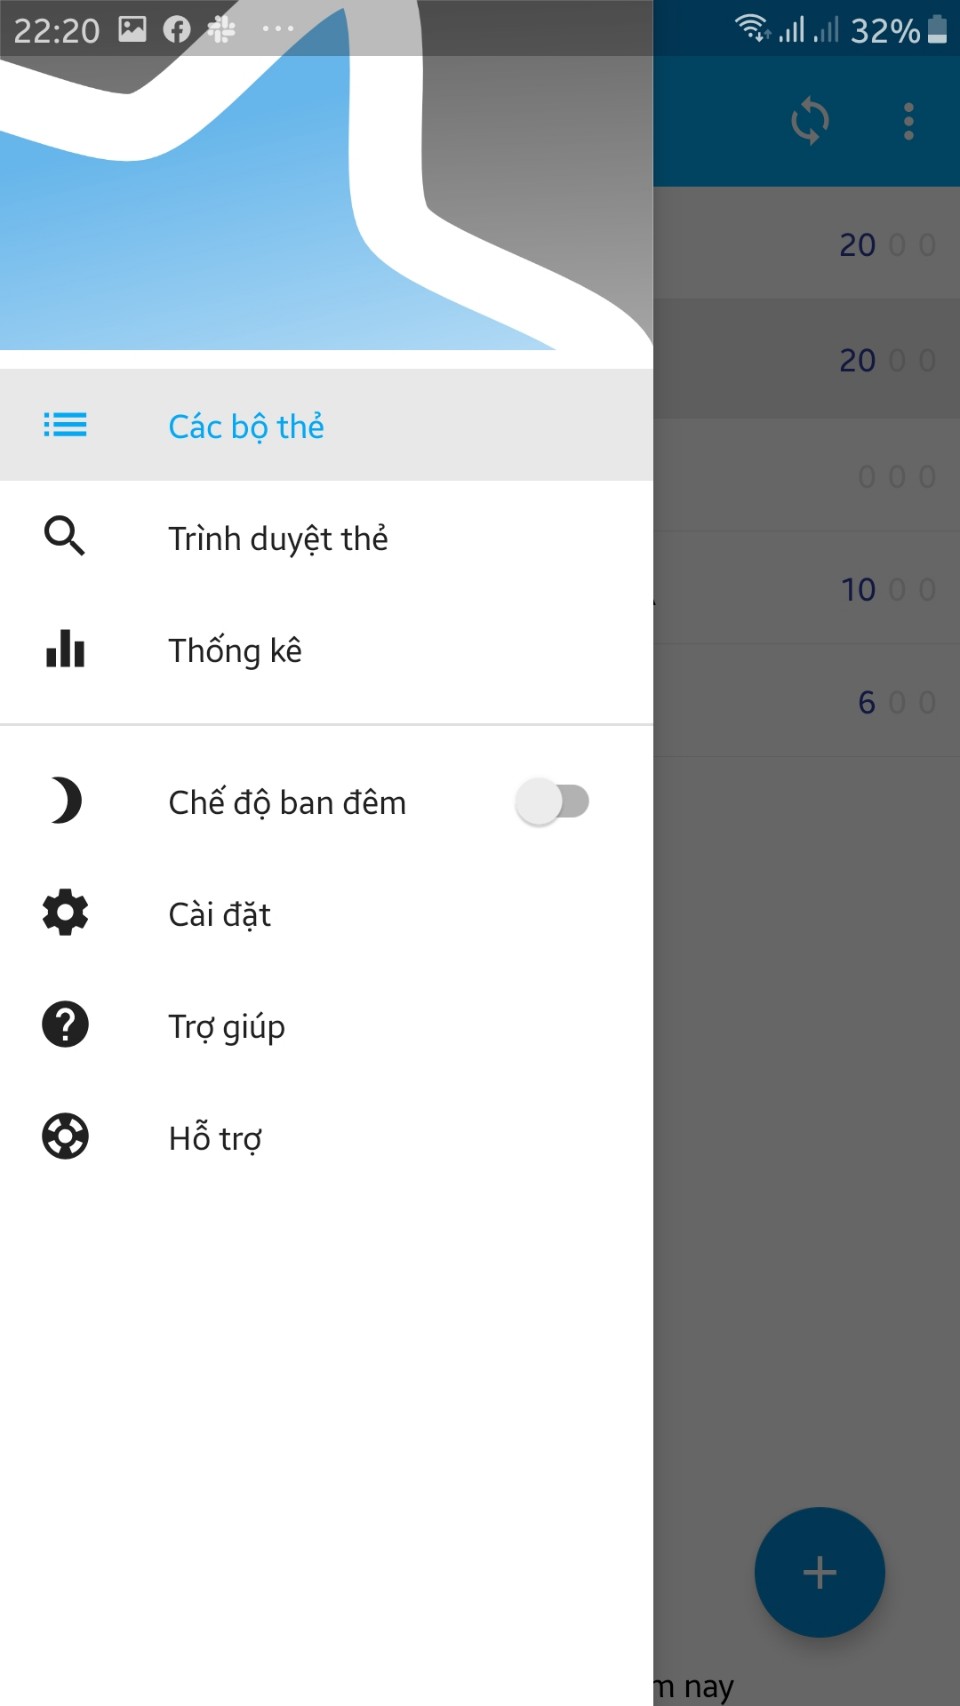 22:20 32%
20 0 0
20 0 0
0 0 0
10 0 0
6 0 0
Các bộ thẻ
Trình duyệt thẻ
Thống kê
Chế độ ban đêm
Cài đặt
Trợ giúp
Hỗ trợ
nay